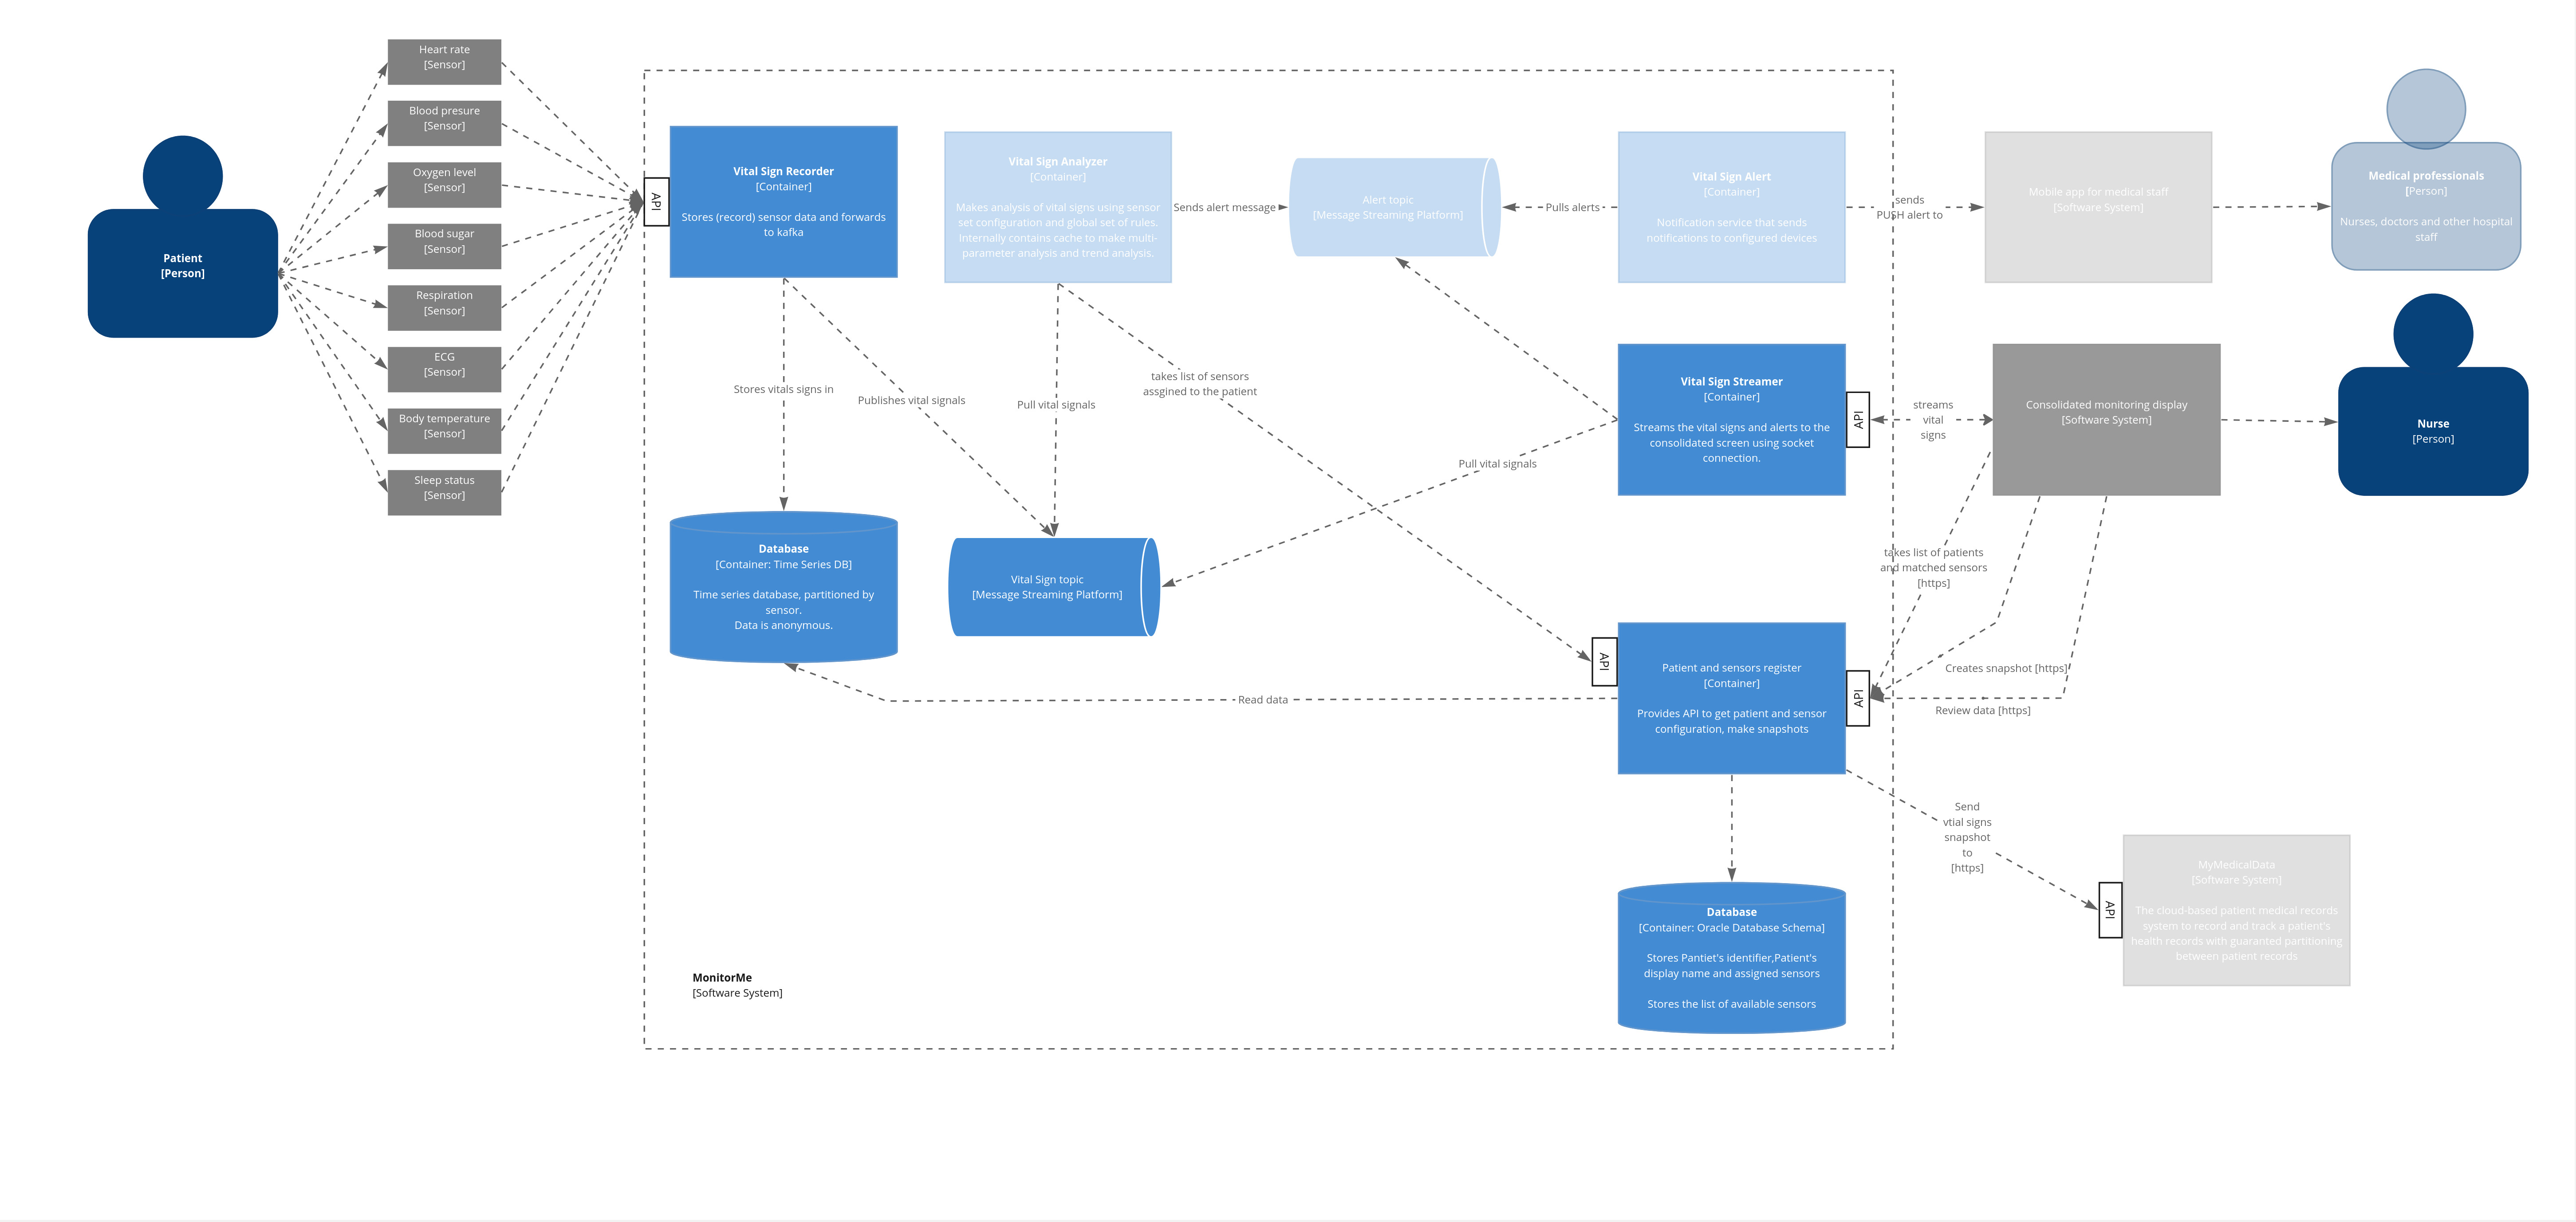 Heart rate
[Sensor]
Blood presure
[Sensor]
Oxygen level
[Sensor]
Blood sugar
[Sensor]
Respiration
[Sensor]
ECG
[Sensor]
Body temperature
[Sensor]
Sleep status
[Sensor]
Patient
[Person]
API
Vital Sign Recorder
[Container]
Stores (record) sensor data and forwards
to kafka
Vital Sign Analyzer
[Container]
Makes analysis of vital signs using sensor
set configuration and global set of rules.
Internally contains cache to make multi-
parameter analysis and trend analysis.
Sends alert message
Alert topic
[Message Streaming Platform]
Pulls alerts
Vital Sign Alert
[Container]
Notification service that sends
notifications to configured devices
sends
PUSH alert to
Mobile app for medical staff
[Software System]
Medical professionals
[Person]
Nurses, doctors and other hospital
staff
Stores vitals signs in
Publishes vital signals
Pull vital signals
takes list of sensors
assgined to the patient
Pull vital signals
Vital Sign Streamer
[Container]
Streams the vital signs and alerts to the
consolidated screen using socket
connection.
API
streams
vital
signs
Consolidated monitoring display
[Software System]
Nurse
[Person]
Database
[Container: Time Series DB]
Time series database, partitioned by
sensor.
Data is anonymous.
Vital Sign topic
[Message Streaming Platform]
takes list of patients
and matched sensors
[https]
Creates snapshot [https]
Review data [https]
API
Patient and sensors register
[Container]
Provides API to get patient and sensor
configuration, make snapshots
API
Read data
Send
vtial signs
snapshot
to
[https]
API
MyMedicalData
[Software System]
The cloud-based patient medical records
system to record and track a patient's
health records with guaranted partitioning
between patient records
Database
[Container: Oracle Database Schema]
Stores Pantiet's identifier,Patient's
display name and assigned sensors
Stores the list of available sensors
MonitorMe
[Software System]